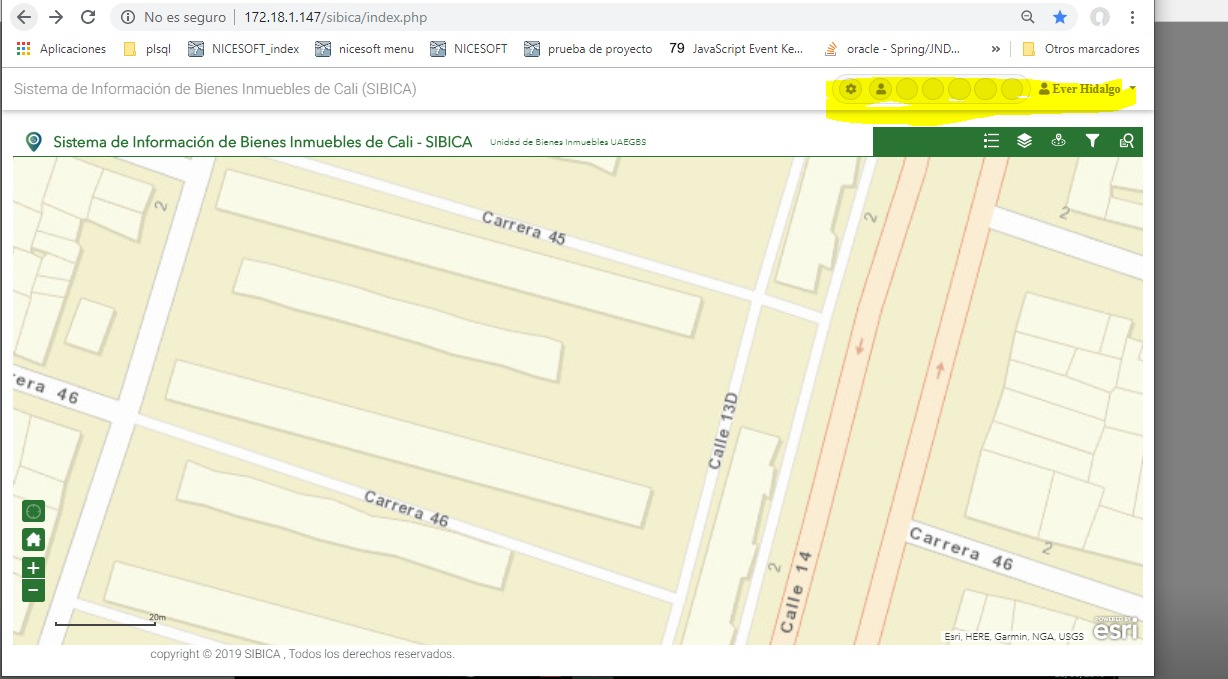 No es seguro 172.18.1.147/sibica/index.php
Aplicaciones plsql NICESOFT_index nicesoft menu NICESOFT prueba de proyecto 79 JavaScript Event Ke... oracle - Spring/JND... » Otros marcadores
Sistema de Información de Bienes Inmuebles de Cali (SIBICA) Ever Hidalgo
Sistema de Información de Bienes Inmuebles de Cali - SIBICA Unidad de Bienes Inmuebles UAEGBS
2
2
2
Carrera 45
era 46
Calle 13D
Carrera 46
Carrera 46
2
2
Calle 14
20m
POWERED BY
esri
Esri, HERE, Garmin, NGA, USGS
copyright © 2019 SIBICA , Todos los derechos reservados.